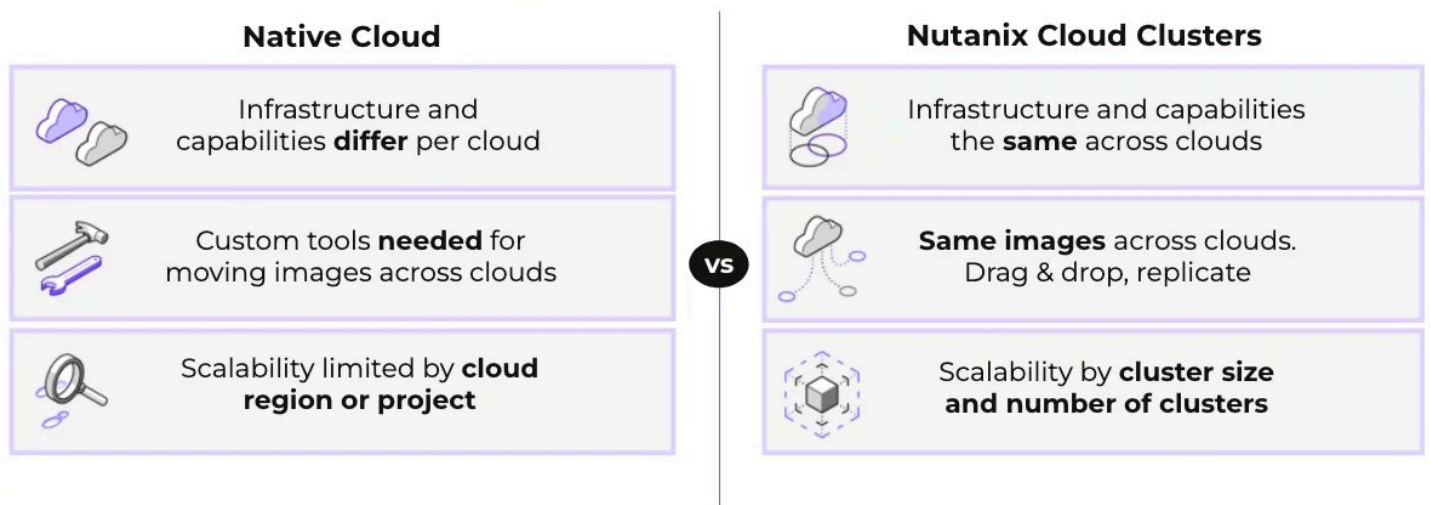 Native Cloud
Infrastructure and
capabilities differ per cloud
Custom tools needed for
moving images across clouds
Scalability limited by cloud
region or project
vs
Nutanix Cloud Clusters
Infrastructure and capabilities
the same across clouds
Same images across clouds.
Drag & drop, replicate
Scalability by cluster size
and number of clusters